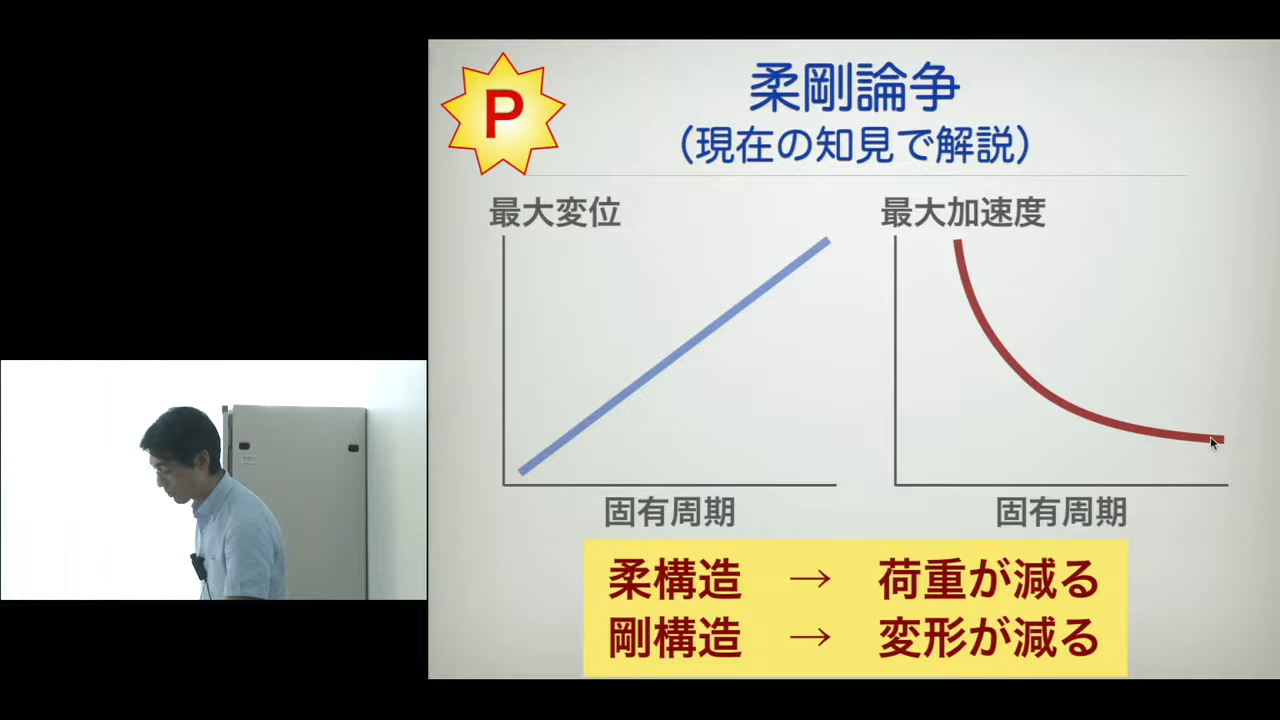 P
柔剛論争
（現在の知見で解説）
最大変位
最大加速度
固有周期
固有周期
柔構造 → 荷重が減る
剛構造 → 変形が減る